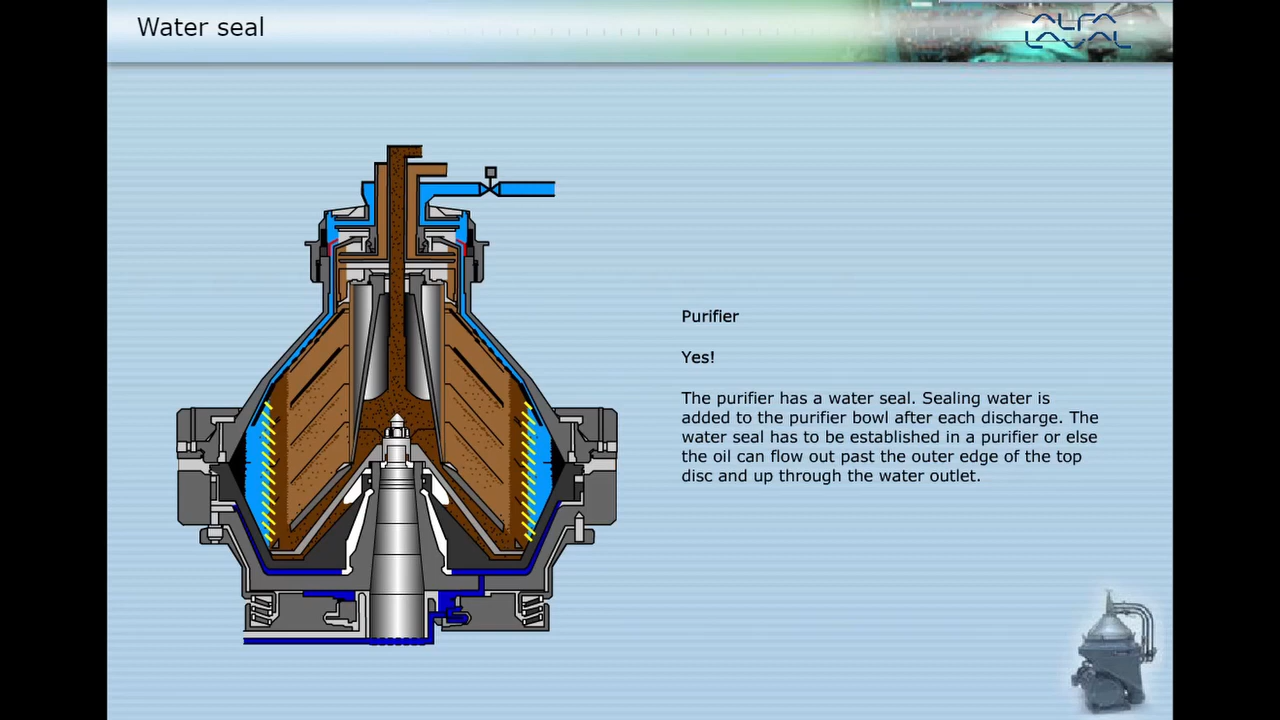 Water seal
ALFA
LAVAL
Purifier
Yes!
The purifier has a water seal. Sealing water is
added to the purifier bowl after each discharge. The
water seal has to be established in a purifier or else
the oil can flow out past the outer edge of the top
disc and up through the water outlet.